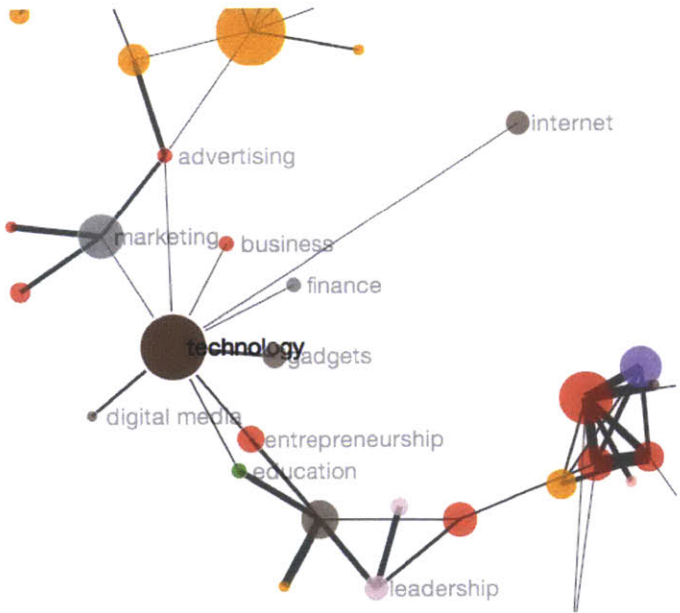 internet
advertising
marketing
business
finance
technology
gadgets
digital media
entrepreneurship
education
leadership